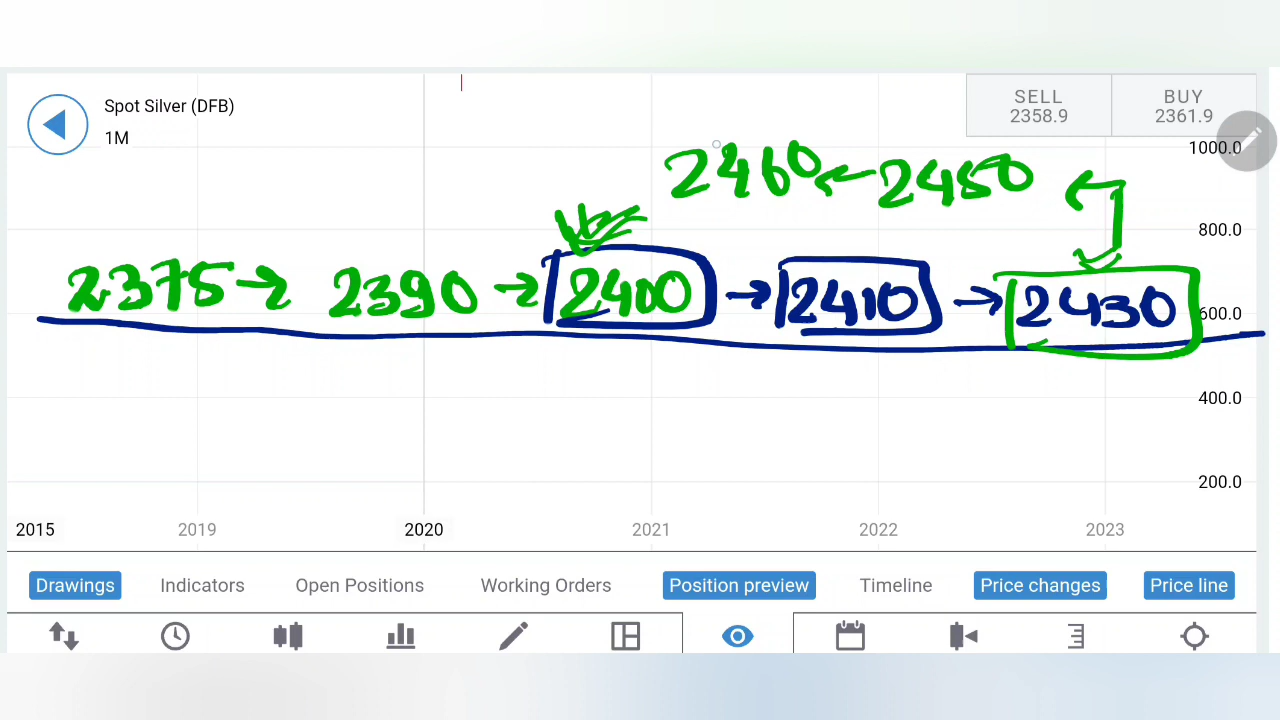 Spot Silver (DFB)
1M
SELL
2358.9
BUY
2361.9
1000.0
2460 ← 2450
800.0
2375 → 2390 → 2400 → 2410 → 2430
600.0
400.0
200.0
2015 2019 2020 2021 2022 2023
Drawings Indicators Open Positions Working Orders Position preview Timeline Price changes Price line